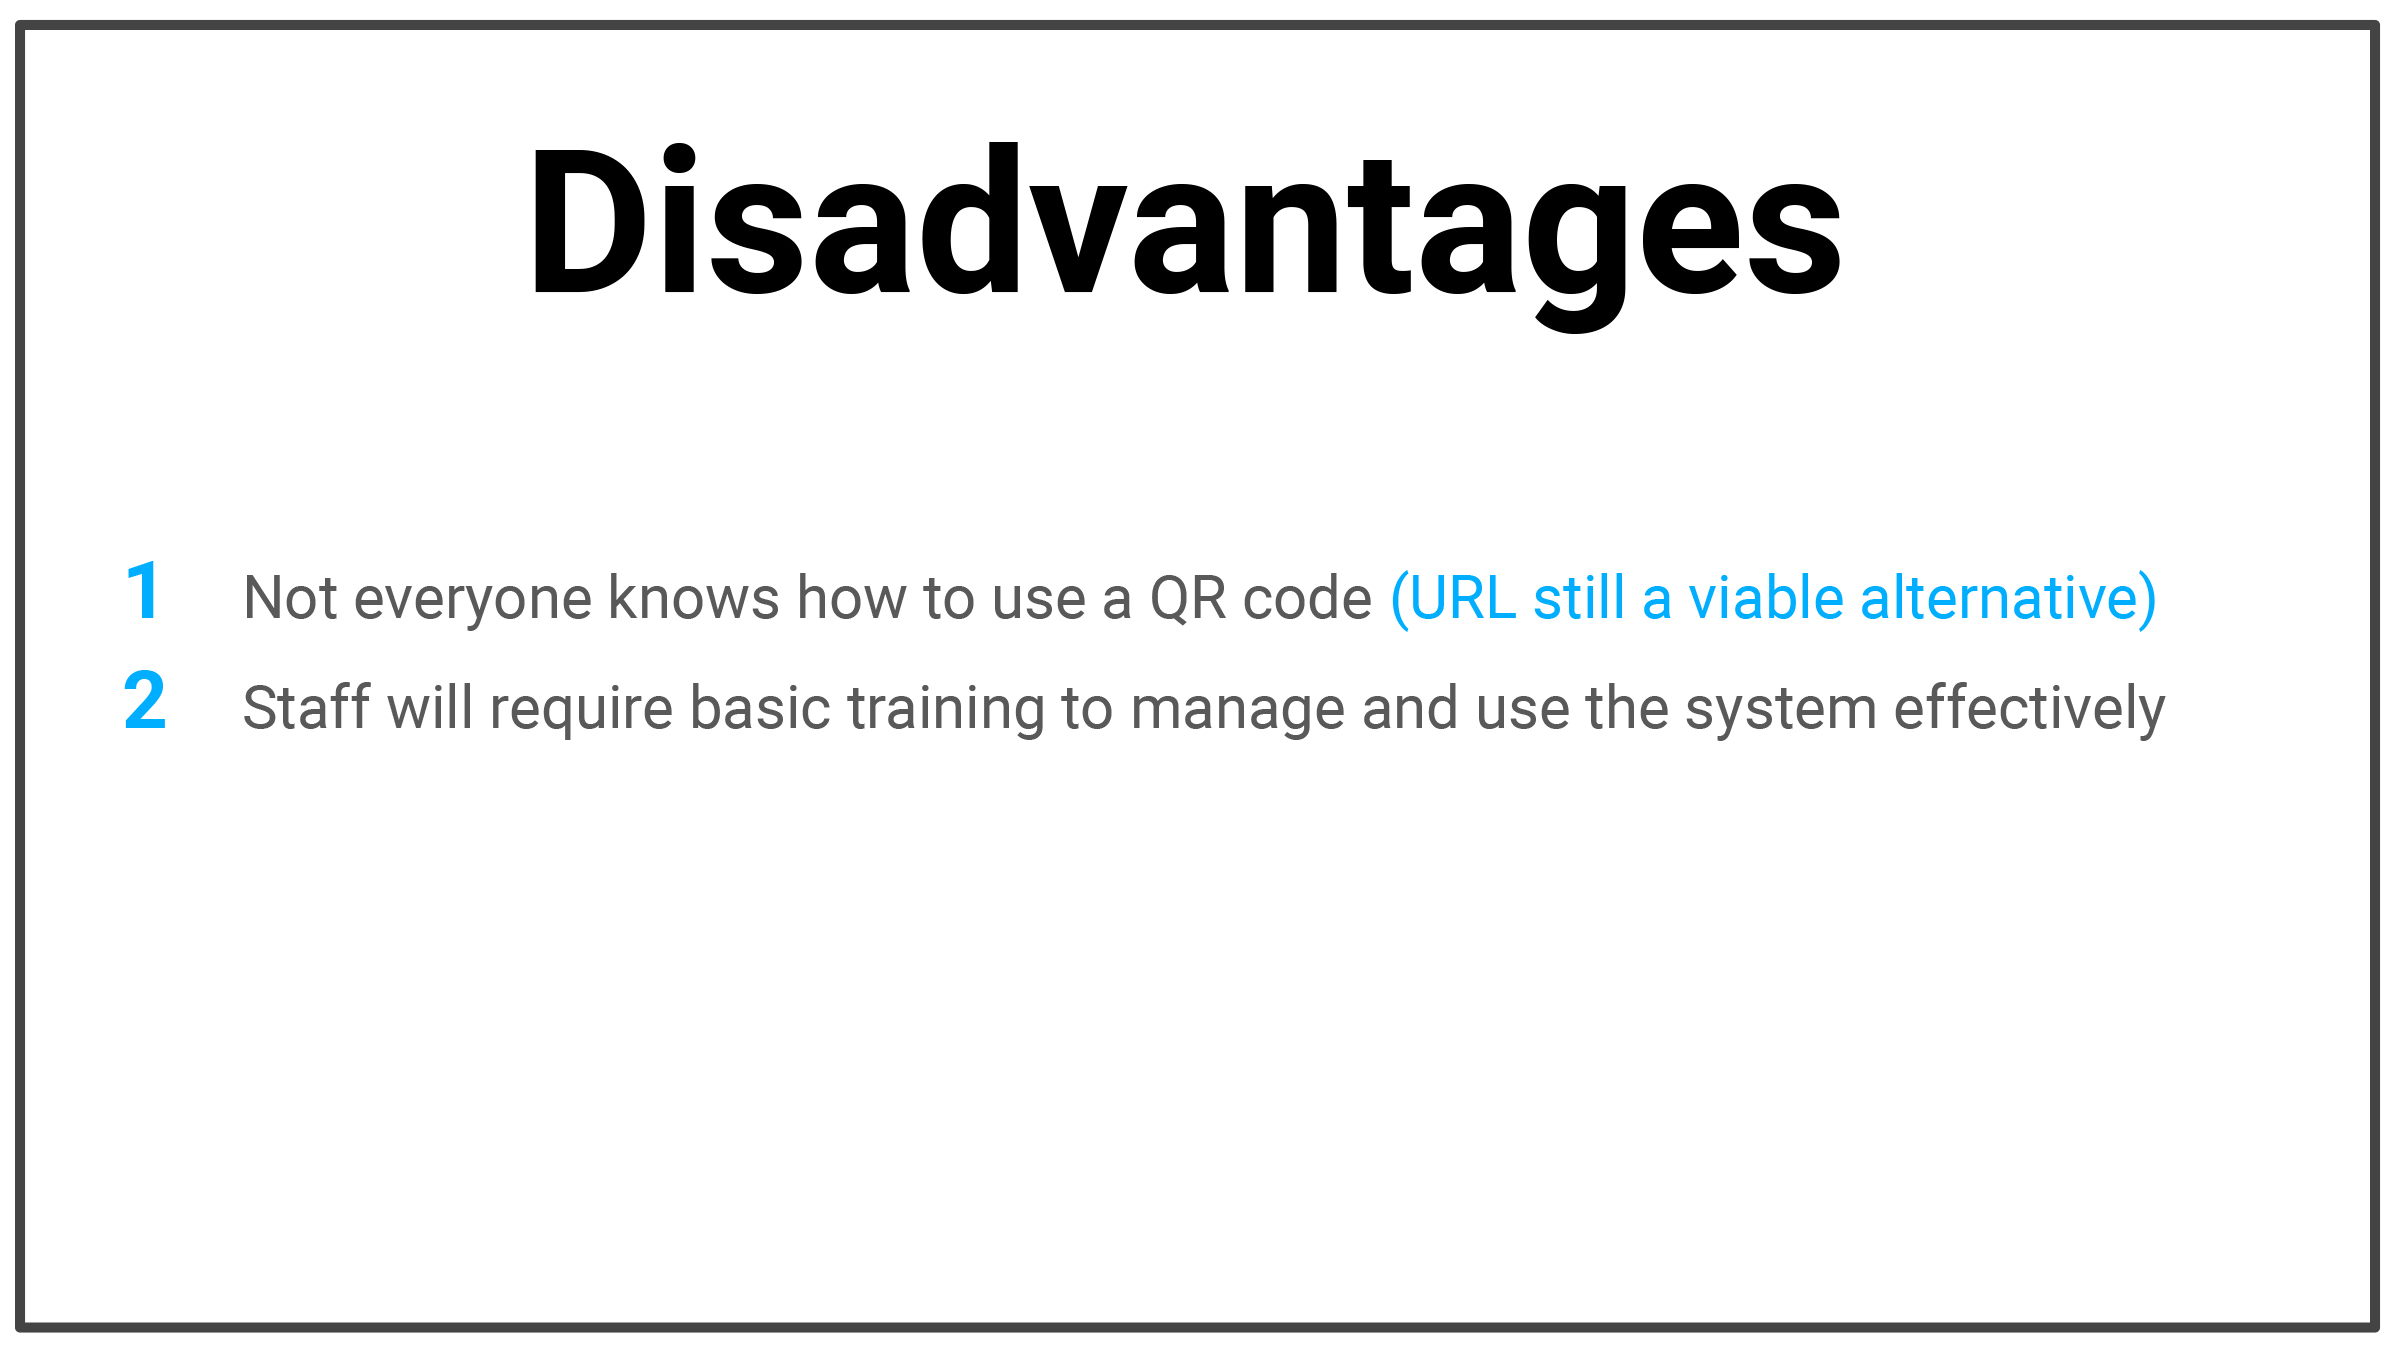 Disadvantages
1 Not everyone knows how to use a QR code (URL still a viable alternative)
2 Staff will require basic training to manage and use the system effectively